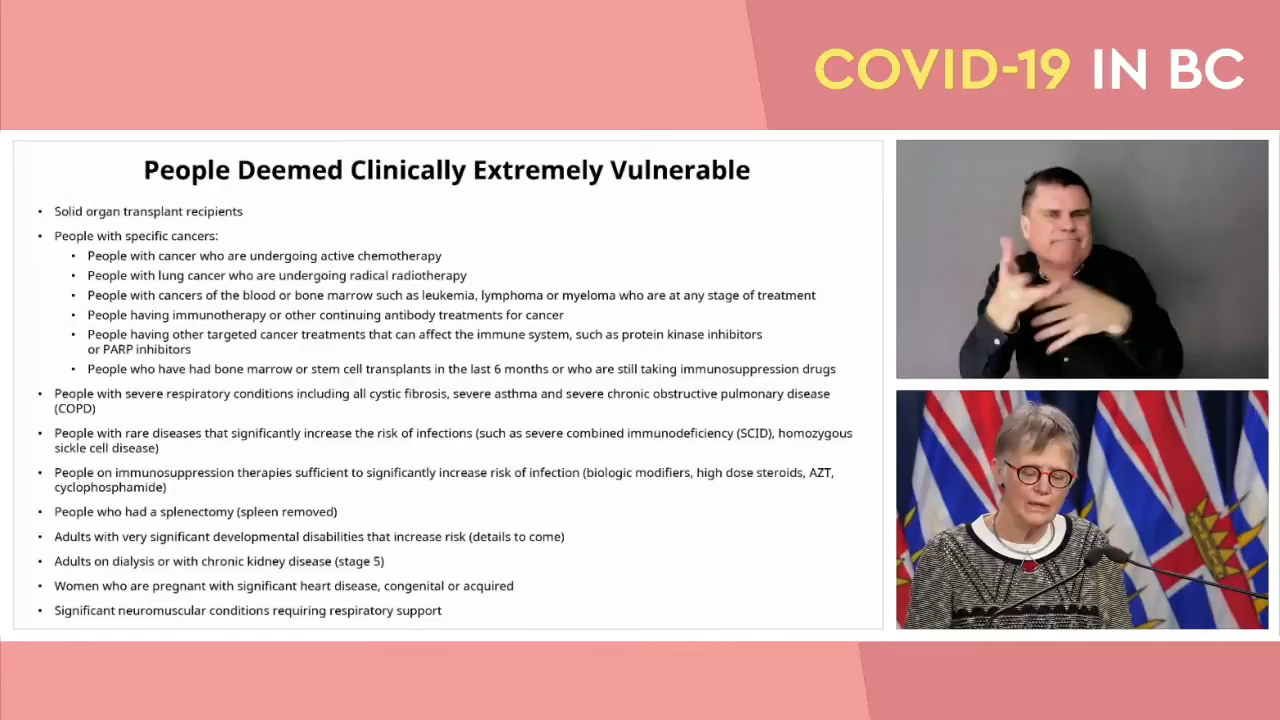 COVID-19 IN BC
People Deemed Clinically Extremely Vulnerable
• Solid organ transplant recipients
• People with specific cancers:
• People with cancer who are undergoing active chemotherapy
• People with lung cancer who are undergoing radical radiotherapy
• People with cancers of the blood or bone marrow such as leukemia, lymphoma or myeloma who are at any stage of treatment
• People having immunotherapy or other continuing antibody treatments for cancer
• People having other targeted cancer treatments that can affect the immune system, such as protein kinase inhibitors
or PARP inhibitors
• People who have had bone marrow or stem cell transplants in the last 6 months or who are still taking immunosuppression drugs
• People with severe respiratory conditions including all cystic fibrosis, severe asthma and severe chronic obstructive pulmonary disease
(COPD)
• People with rare diseases that significantly increase the risk of infections (such as severe combined immunodeficiency (SCID), homozygous
sickle cell disease)
• People on immunosuppression therapies sufficient to significantly increase risk of infection (biologic modifiers, high dose steroids, AZT,
cyclophosphamide)
• People who had a splenectomy (spleen removed)
• Adults with very significant developmental disabilities that increase risk (details to come)
• Adults on dialysis or with chronic kidney disease (stage 5)
• Women who are pregnant with significant heart disease, congenital or acquired
• Significant neuromuscular conditions requiring respiratory support